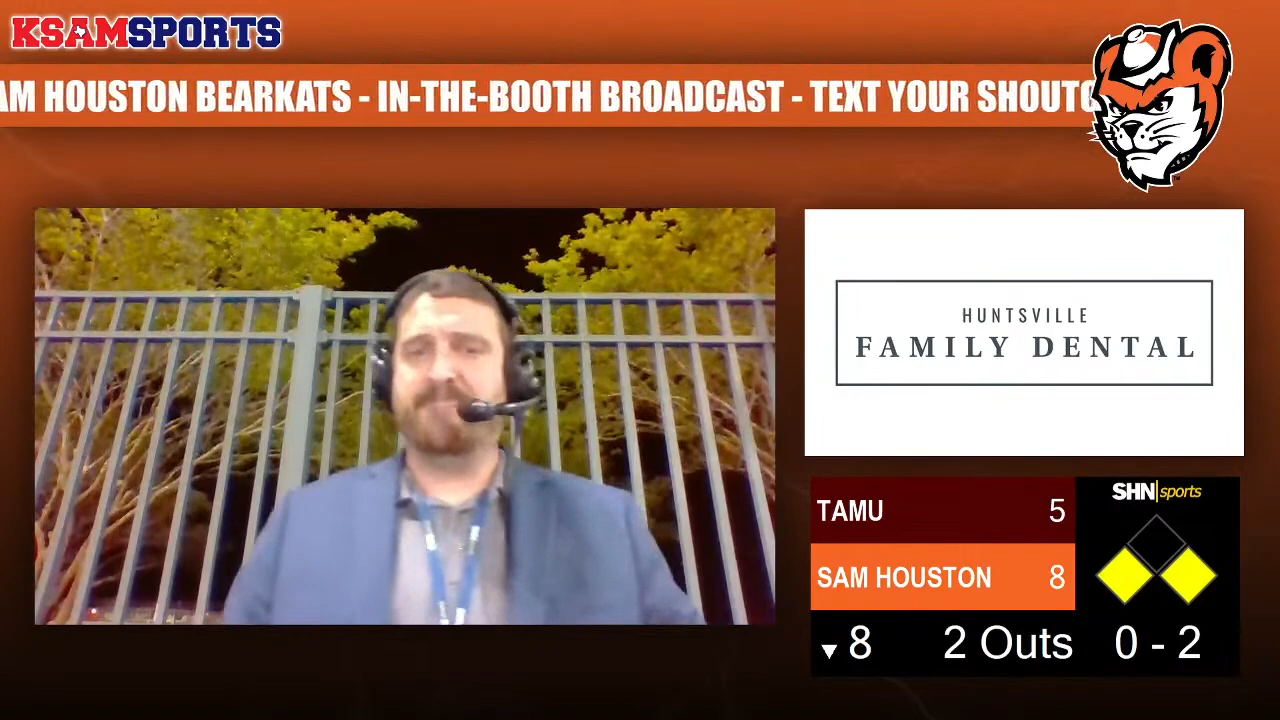 KSAMSPORTS
AM HOUSTON BEARKATS - IN-THE-BOOTH BROADCAST - TEXT YOUR SHOUTO
HUNTSVILLE
FAMILY DENTAL
SHN|sports
TAMU 5
SAM HOUSTON 8
▼ 8 2 Outs 0 - 2